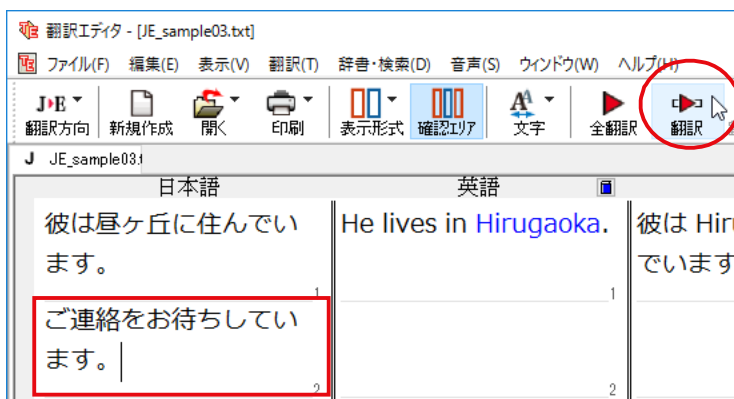 翻訳エディタ - [JE_sample03.txt]
ファイル(F) 編集(E) 表示(V) 翻訳(T) 辞書・検索(D) 音声(S) ウインドウ(W) ヘルプ(H)
J▶E
翻訳方向 新規作成 開く 印刷 表示形式 確認エリア 文字 全翻訳 翻訳
J JE_sample03.t
日本語 英語
彼は昼ヶ丘に住んでい
ます。
1
He lives in Hirugaoka.
1
彼は Hiru
でいます
ご連絡をお待ちしてい
ます。
2
2